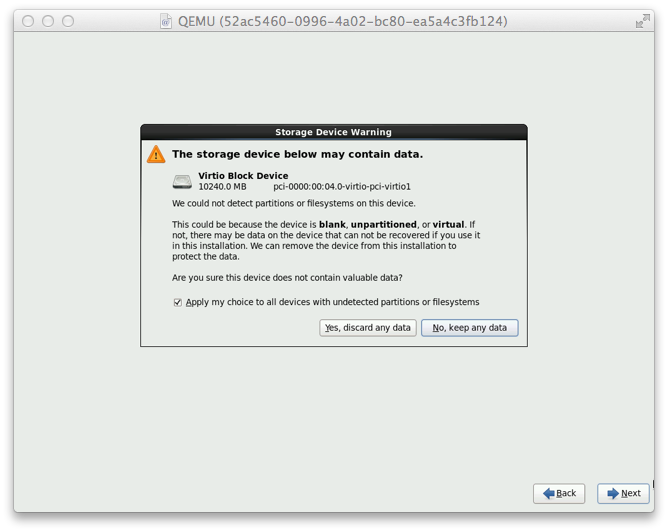 QEMU (52ac5460-0996-4a02-bc80-ea5a4c3fb124)
Storage Device Warning
The storage device below may contain data.
Virtio Block Device
10240.0 MB pci-0000:00:04.0-virtio-pci-virtio1
We could not detect partitions or filesystems on this device.
This could be because the device is blank, unpartitioned, or virtual. If
not, there may be data on the device that can not be recovered if you use it
in this installation. We can remove the device from this installation to
protect the data.
Are you sure this device does not contain valuable data?
Apply my choice to all devices with undetected partitions or filesystems
Yes, discard any data
No, keep any data
Back
Next